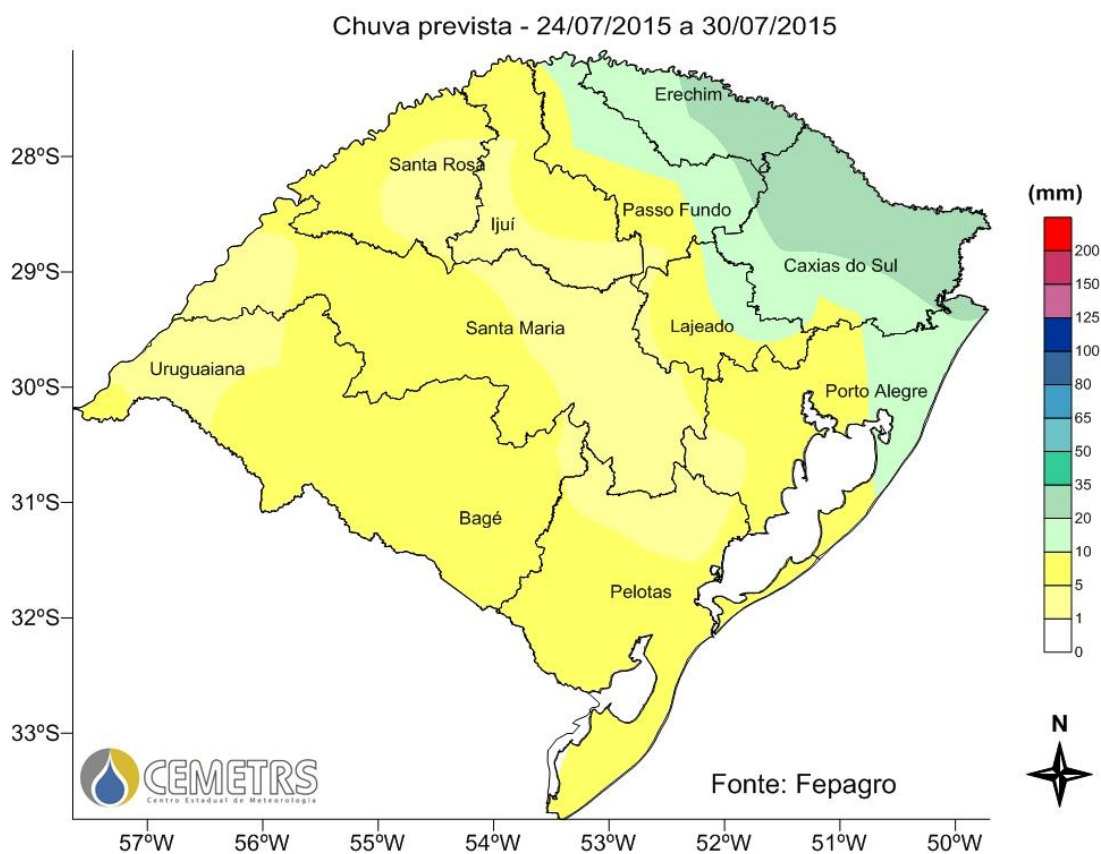 Chuva prevista - 24/07/2015 a 30/07/2015
Erechim
28ºS
Santa Rosa
(mm)
Passo Fundo
Ijuí
200
29ºS
Caxias do Sul
150
125
Santa Maria
Lajeado
100
Uruguaiana
30ºS
Porto Alegre
80
65
50
35
31ºS
Bagé
20
10
Pelotas
5
32ºS
1
0
33ºS
N
CEMETRS
Centro Estadual de Meteorologia
Fonte: Fepagro
57ºW 56ºW 55ºW 54ºW 53ºW 52ºW 51ºW 50ºW